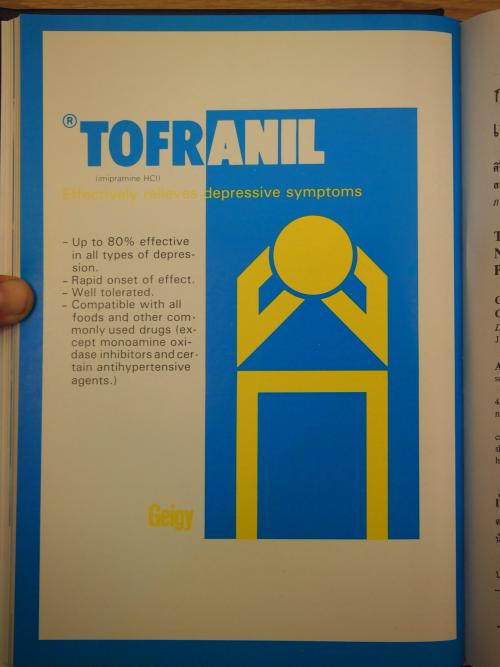 ® TOFRANIL
(imipramine HCl)
Effectively relieves depressive symptoms
- Up to 80% effective
in all types of depres-
sion.
- Rapid onset of effect.
- Well tolerated.
- Compatible with all
foods and other com-
monly used drugs (ex-
cept monoamine oxi-
dase inhibitors and cer-
tain antihypertensive
agents.)
Geigy